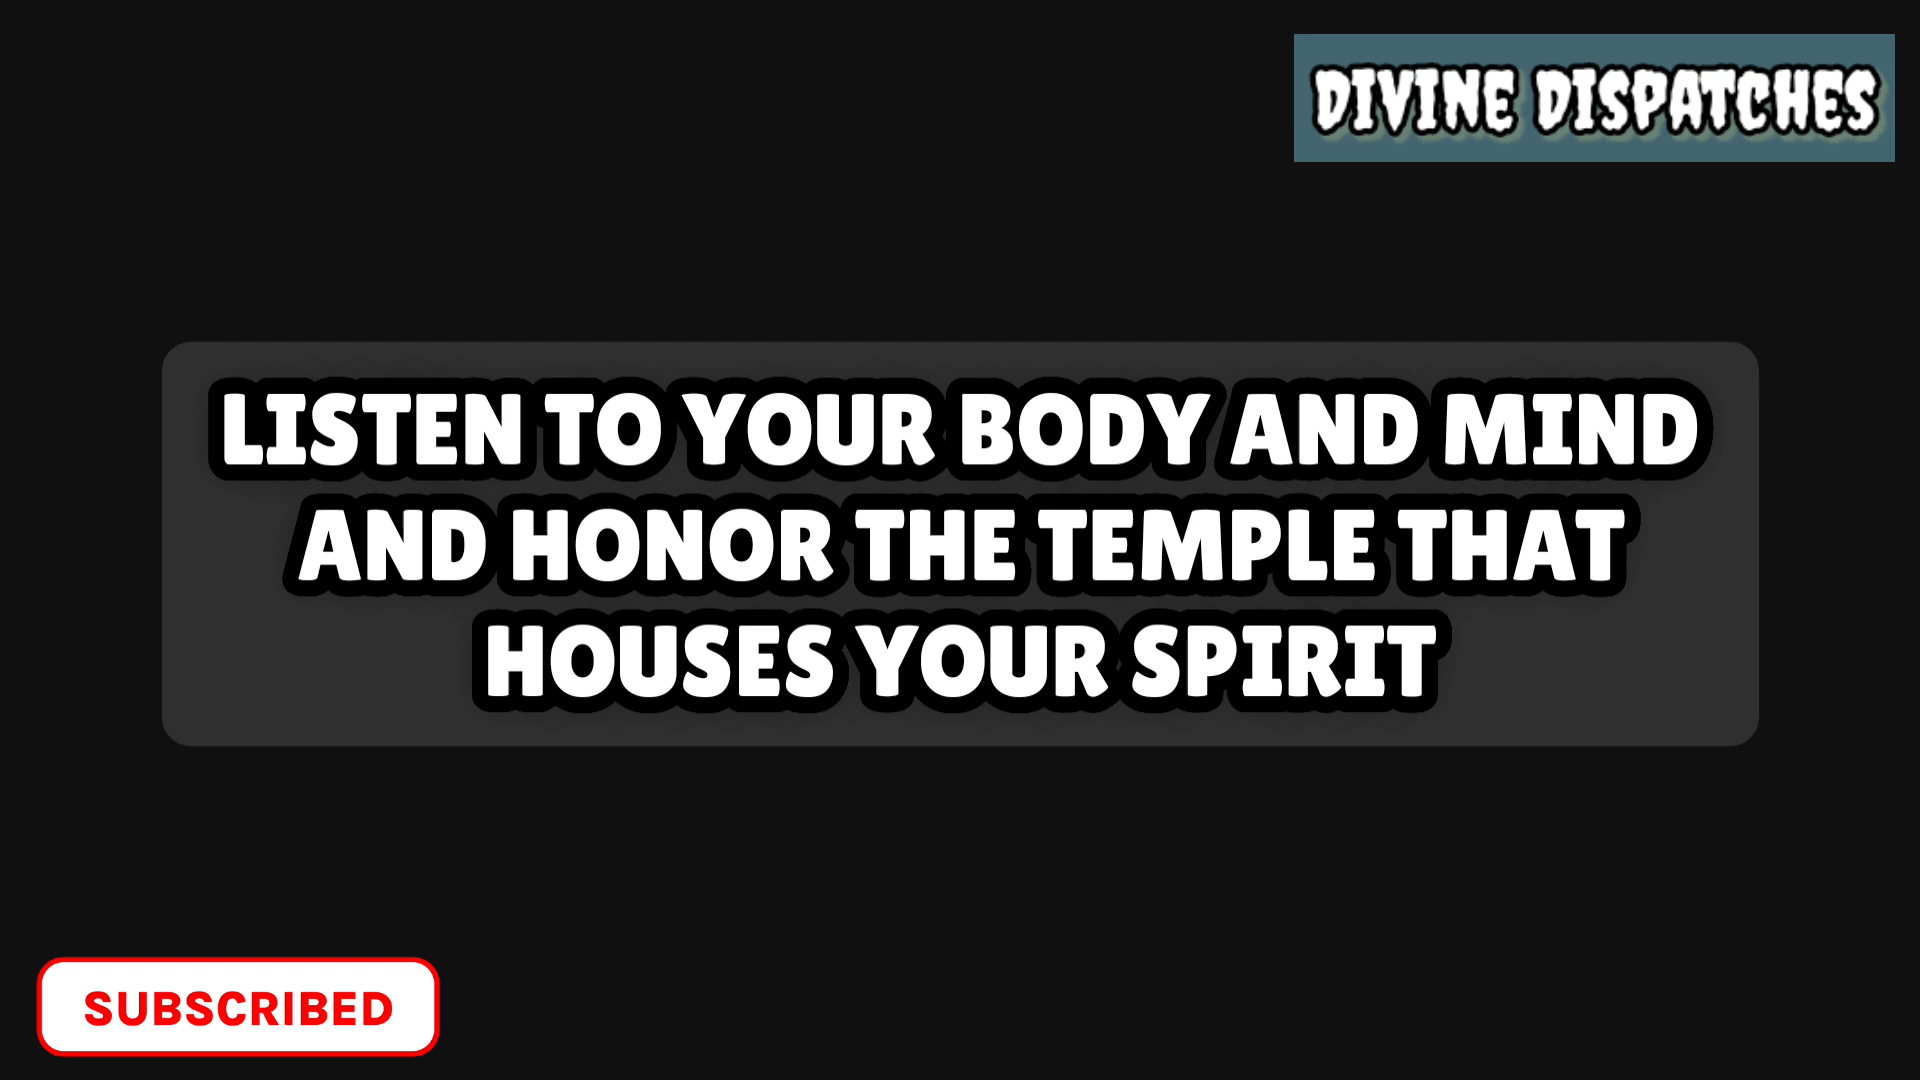 DIVINE DISPATCHES
LISTEN TO YOUR BODY AND MIND
AND HONOR THE TEMPLE THAT
HOUSES YOUR SPIRIT
SUBSCRIBED